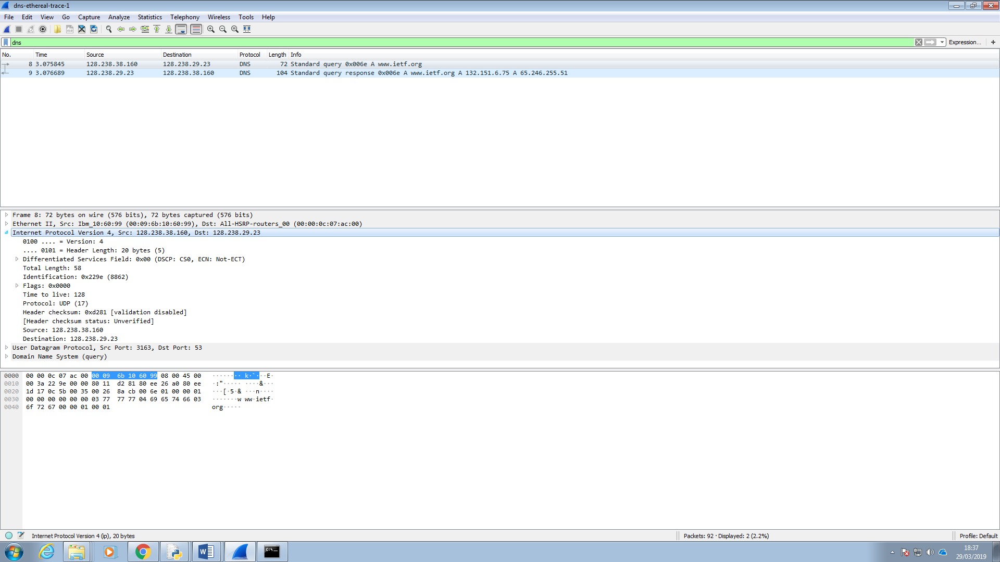 dns-ethereal-trace-1
File Edit View Go Capture Analyze Statistics Telephony Wireless Tools Help
dns
Expression... +
No. Time Source Destination Protocol Length Info
8 3.075845 128.238.38.160 128.238.29.23 DNS 72 Standard query 0x006e A www.ietf.org
9 3.076689 128.238.29.23 128.238.38.160 DNS 104 Standard query response 0x006e A www.ietf.org A 132.151.6.75 A 65.246.255.51
Frame 8: 72 bytes on wire (576 bits), 72 bytes captured (576 bits)
Ethernet II, Src: Ibm_10:60:99 (00:09:6b:10:60:99), Dst: All-HSRP-routers_00 (00:00:0c:07:ac:00)
Internet Protocol Version 4, Src: 128.238.38.160, Dst: 128.238.29.23
0100 .... = Version: 4
.... 0101 = Header Length: 20 bytes (5)
Differentiated Services Field: 0x00 (DSCP: CS0, ECN: Not-ECT)
Total Length: 58
Identification: 0x229e (8862)
Flags: 0x0000
Time to live: 128
Protocol: UDP (17)
Header checksum: 0xd281 [validation disabled]
[Header checksum status: Unverified]
Source: 128.238.38.160
Destination: 128.238.29.23
User Datagram Protocol, Src Port: 3163, Dst Port: 53
Domain Name System (query)
0000 00 00 0c 07 ac 00 00 09 6b 10 60 99 08 00 45 00 ········ k·`···E·
0010 00 3a 22 9e 00 00 80 11 d2 81 80 ee 26 a0 80 ee ·:"····· ····&···
0020 1d 17 0c 5b 00 35 00 26 8a cb 00 6e 01 00 00 01 ···[·5·& ···n····
0030 00 00 00 00 00 00 03 77 77 77 04 69 65 74 66 03 ·······w ww·ietf·
0040 6f 72 67 00 00 01 00 01 org·····
Internet Protocol Version 4 (ip), 20 bytes
Packets: 92 · Displayed: 2 (2.2%)
Profile: Default
C:\
W
18:37
29/03/2019